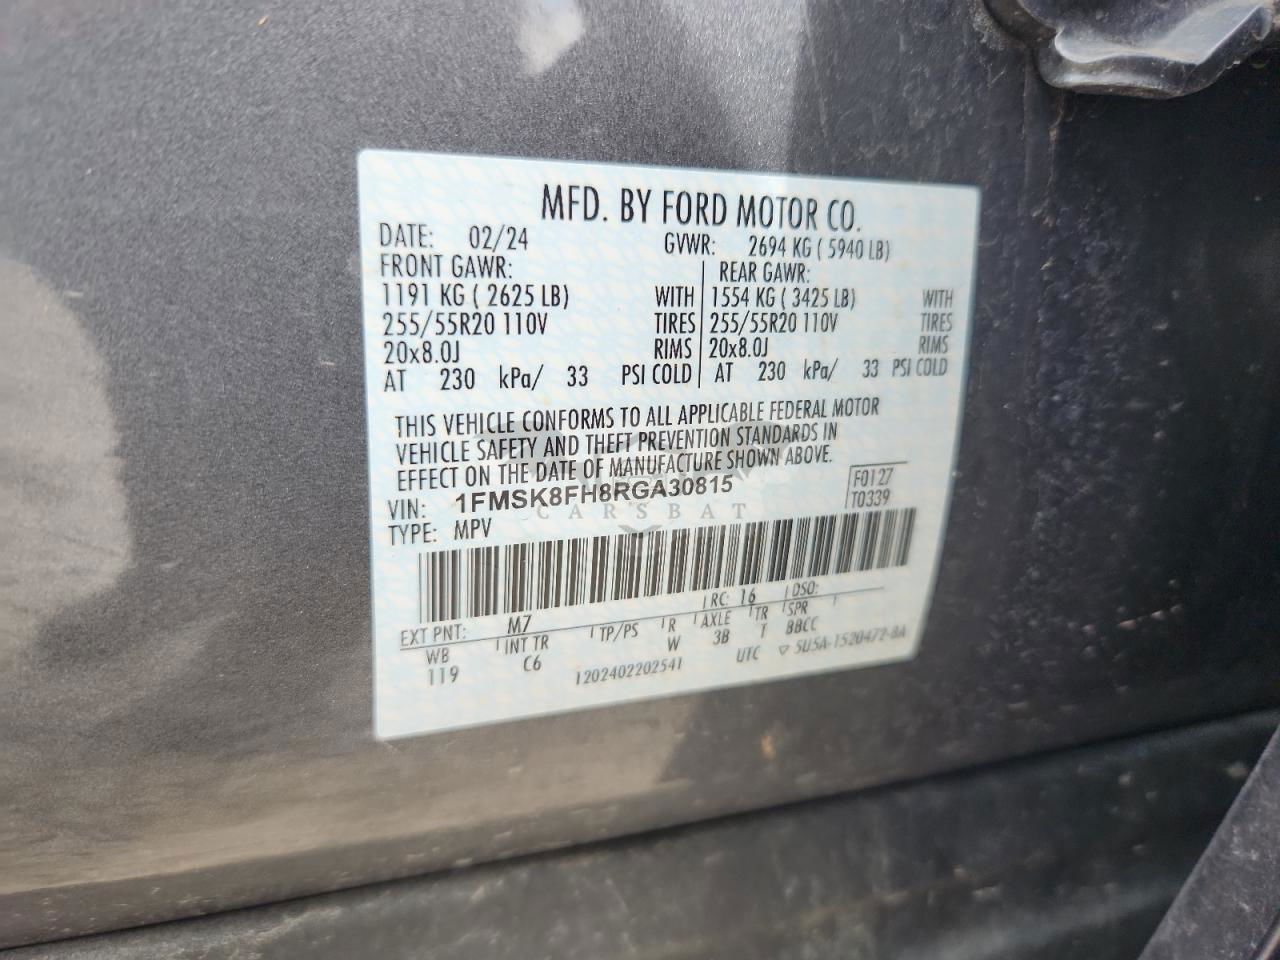 MFD. BY FORD MOTOR CO.
DATE: 02/24 GVWR: 2694 KG ( 5940 LB)
FRONT GAWR: REAR GAWR:
1191 KG ( 2625 LB) WITH 1554 KG ( 3425 LB) WITH
255/55R20 110V TIRES 255/55R20 110V TIRES
20x8.0J RIMS 20x8.0J RIMS
AT 230 kPa/ 33 PSI COLD AT 230 kPa/ 33 PSI COLD
THIS VEHICLE CONFORMS TO ALL APPLICABLE FEDERAL MOTOR
VEHICLE SAFETY AND THEFT PREVENTION STANDARDS IN
EFFECT ON THE DATE OF MANUFACTURE SHOWN ABOVE.
VIN: 1FMSK8FH8RGA30815 F0127
TYPE: MPV T0339
CARSBAT
EXT PNT: M7 RC: 16 DSO:
WB INT TR TP/PS R AXLE TR SPR
119 C6 W 3B T BBCC
1202402202541 UTC ▽ 5U5A-1520472-BA